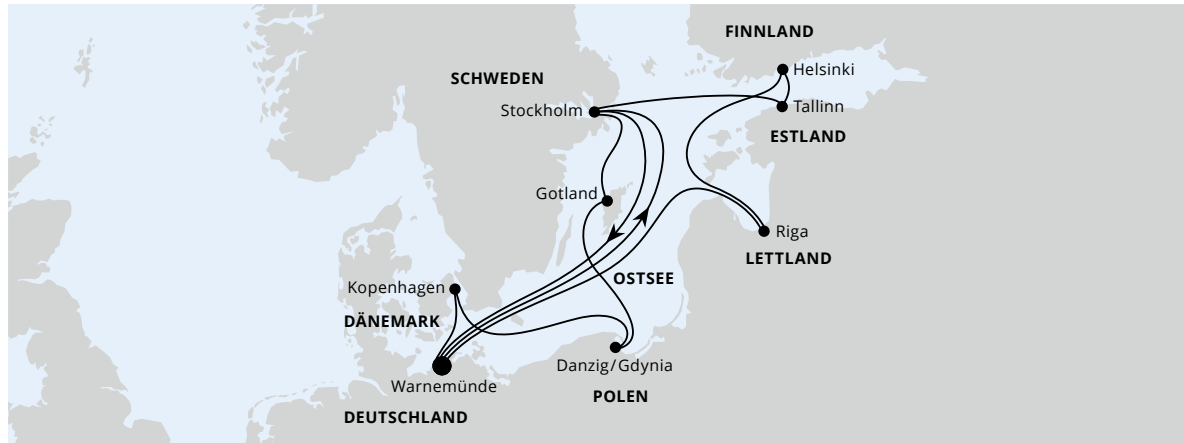 FINNLAND
Helsinki
SCHWEDEN
Stockholm
Tallinn
ESTLAND
Gotland
Riga
LETTLAND
OSTSEE
Kopenhagen
DÄNEMARK
Danzig/Gdynia
Warnemünde
POLEN
DEUTSCHLAND